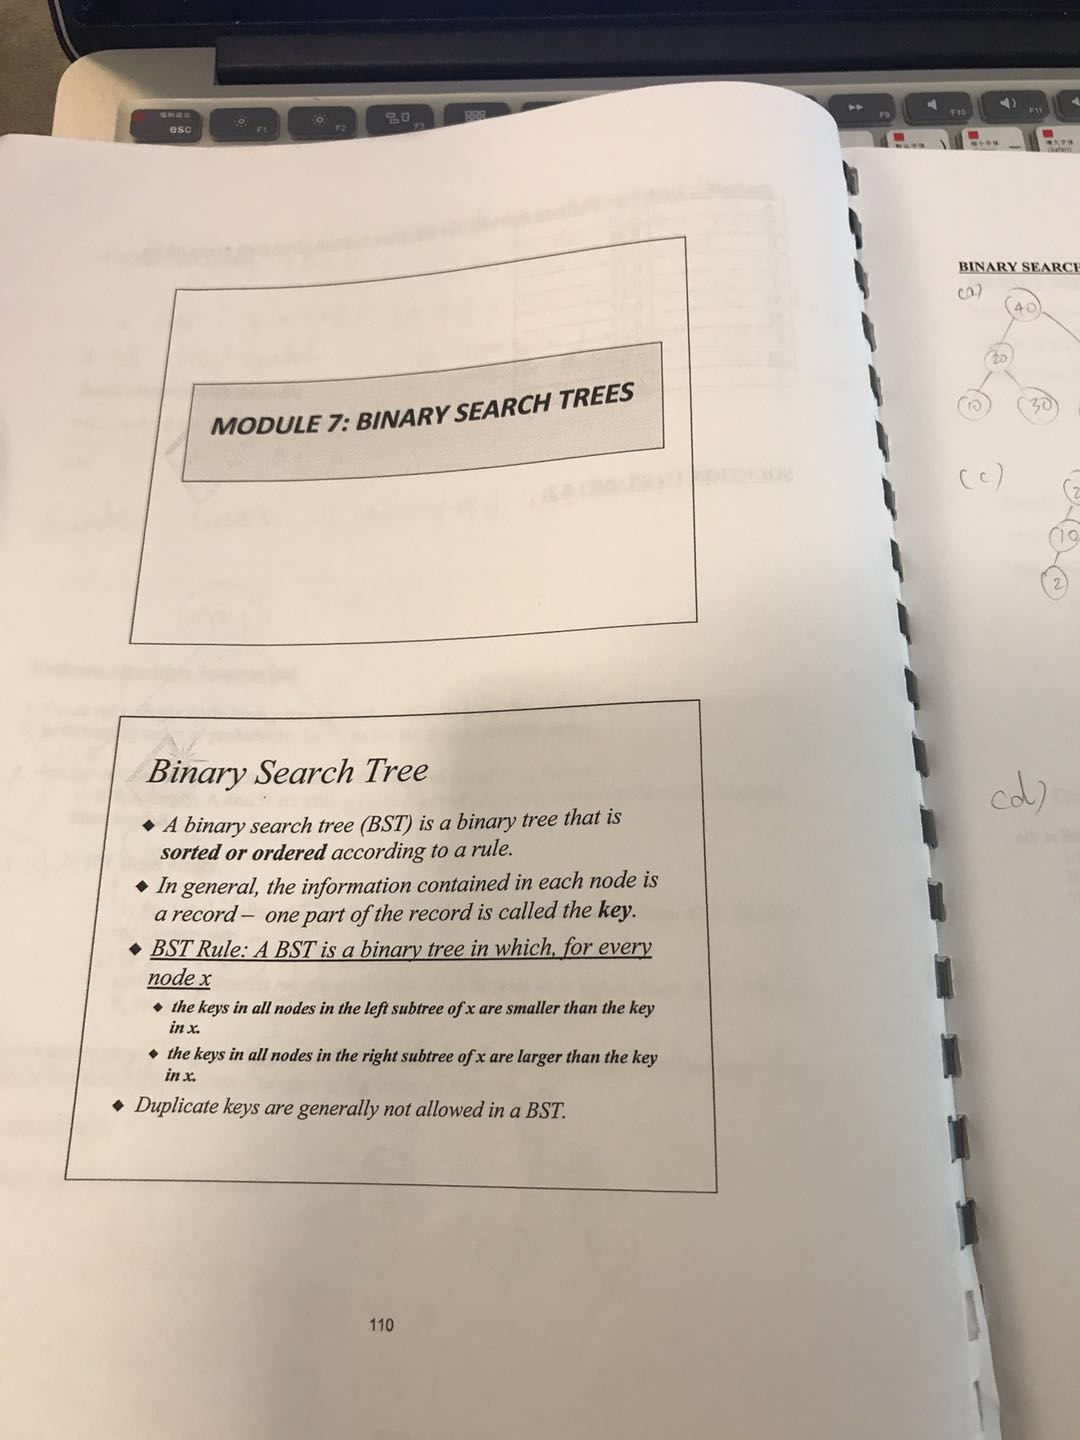 esc
F1
F2
F3
F9
F10
F11
MODULE 7: BINARY SEARCH TREES
Binary Search Tree
◆ A binary search tree (BST) is a binary tree that is
sorted or ordered according to a rule.
◆ In general, the information contained in each node is
a record – one part of the record is called the key.
◆ BST Rule: A BST is a binary tree in which, for every
node x
◆ the keys in all nodes in the left subtree of x are smaller than the key
in x.
◆ the keys in all nodes in the right subtree of x are larger than the key
in x.
◆ Duplicate keys are generally not allowed in a BST.
110
BINARY SEARCH
(a)
40
20
10 30
(c)
10
2
(d)